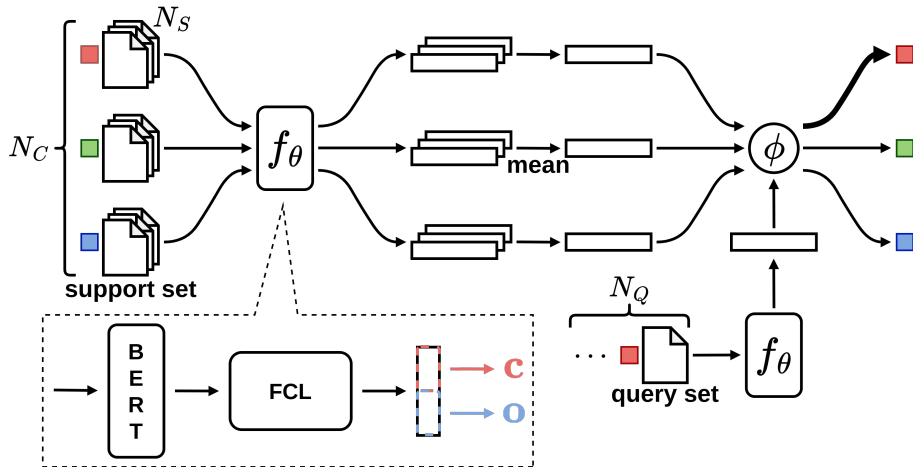 N_S
N_C
f_θ
mean
ϕ
support set
N_Q
. . .
B
E
R
T
FCL
c
o
f_θ
query set